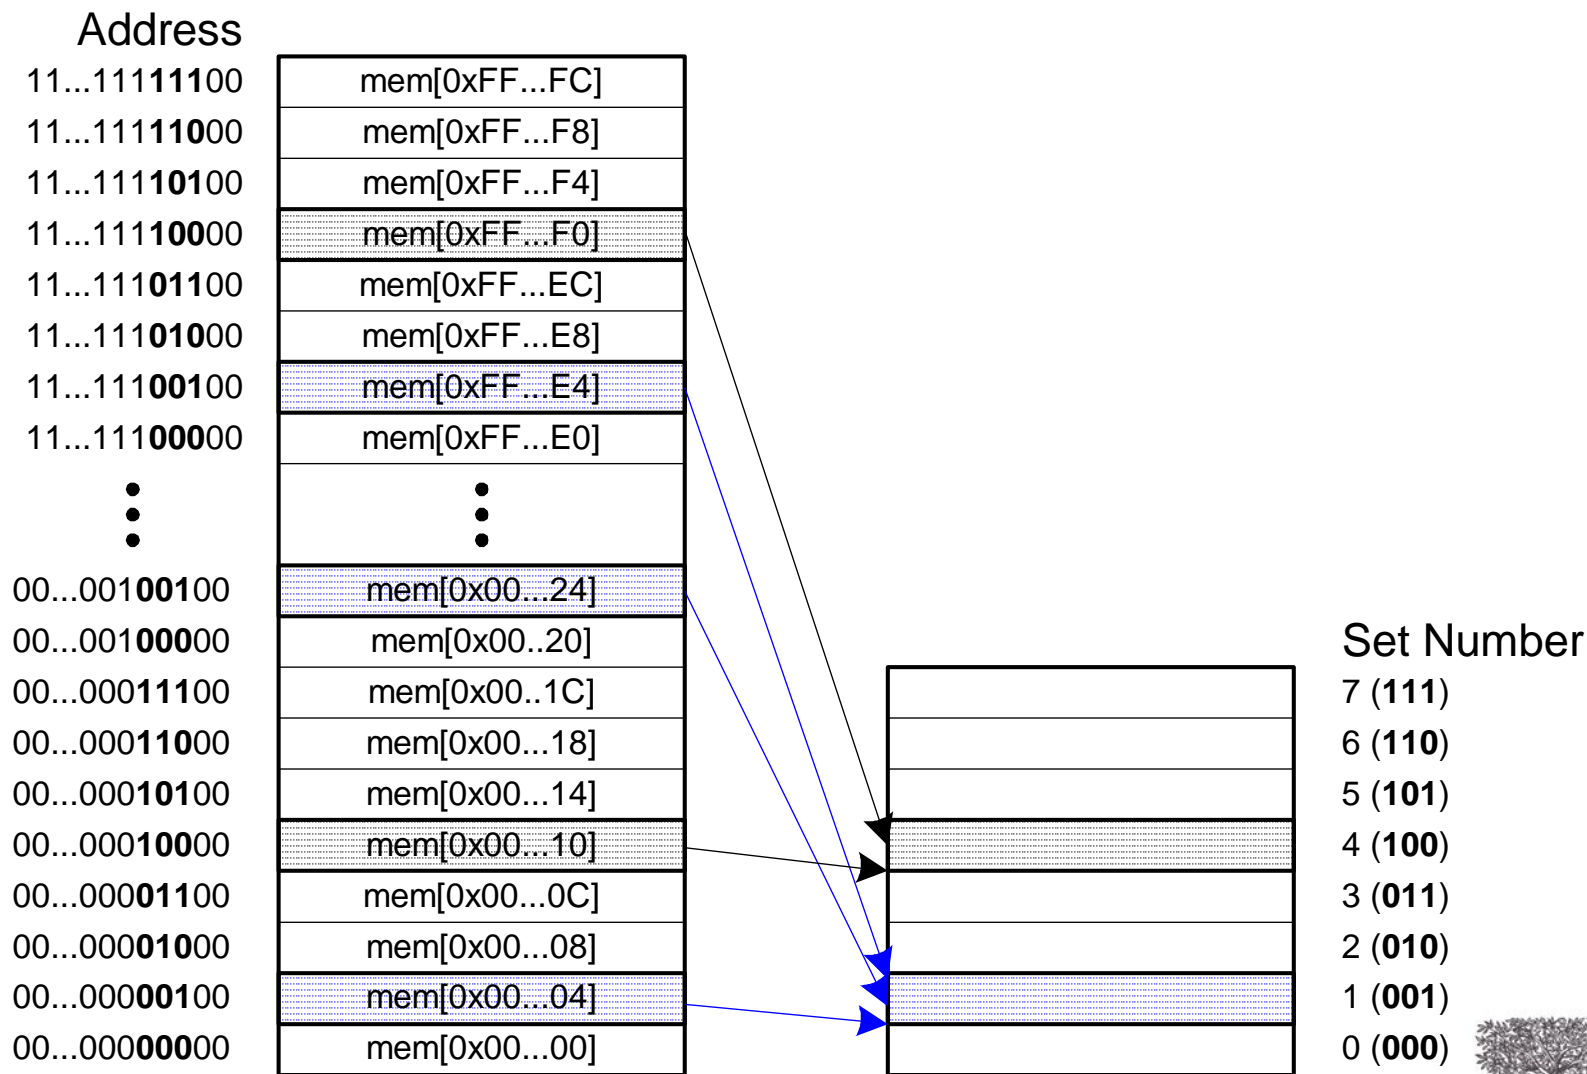 Address
11...11111100 mem[0xFF...FC]
11...11111000 mem[0xFF...F8]
11...11110100 mem[0xFF...F4]
11...11110000 mem[0xFF...F0]
11...11101100 mem[0xFF...EC]
11...11101000 mem[0xFF...E8]
11...11100100 mem[0xFF...E4]
11...11100000 mem[0xFF...E0]
00...00100100 mem[0x00...24]
00...00100000 mem[0x00..20]
Set Number
00...00011100 mem[0x00..1C] 7 (111)
00...00011000 mem[0x00...18] 6 (110)
00...00010100 mem[0x00...14] 5 (101)
00...00010000 mem[0x00...10] 4 (100)
00...00001100 mem[0x00...0C] 3 (011)
00...00001000 mem[0x00...08] 2 (010)
00...00000100 mem[0x00...04] 1 (001)
00...00000000 mem[0x00...00] 0 (000)